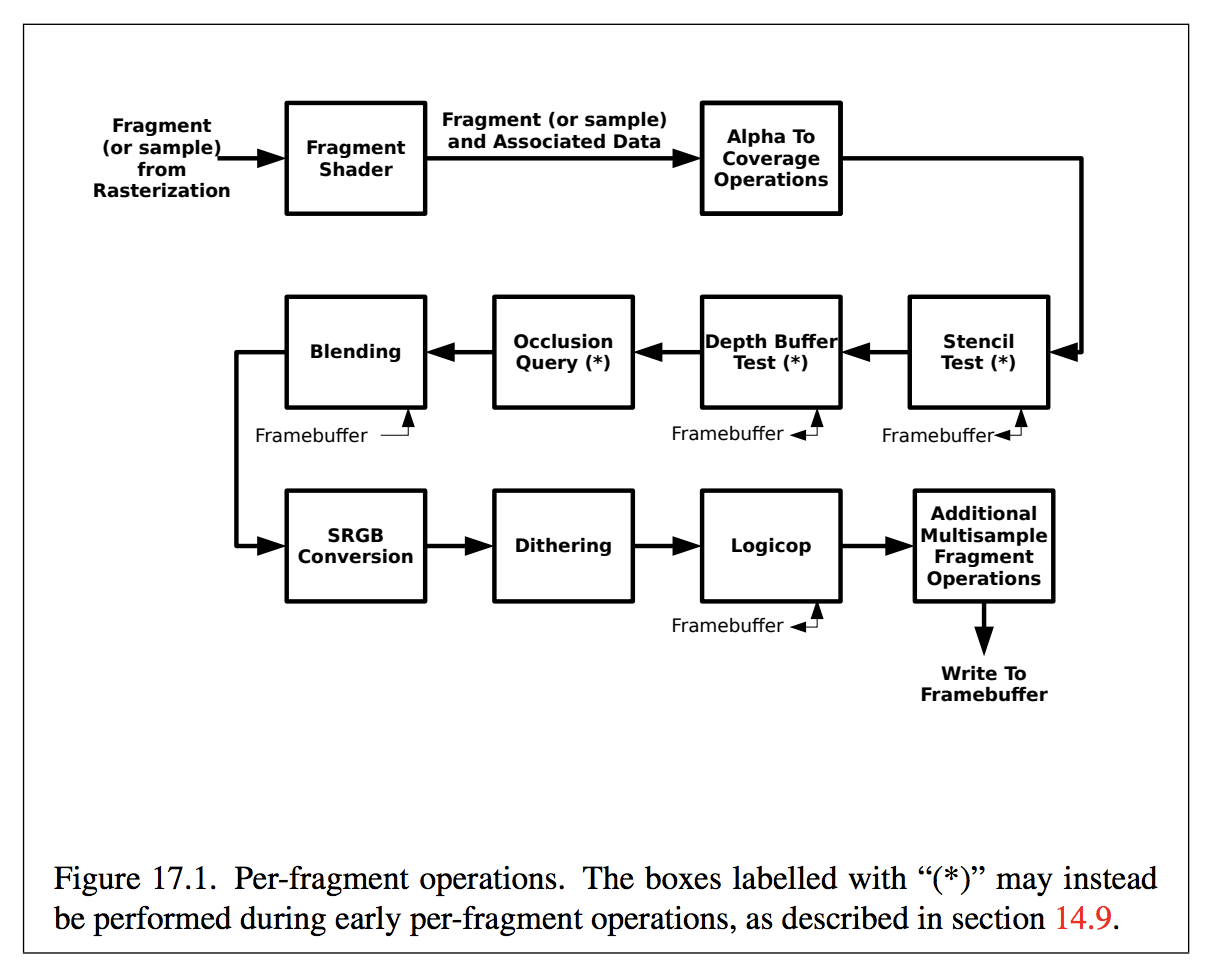 Fragment
(or sample)
from
Rasterization
Fragment
Shader
Fragment (or sample)
and Associated Data
Alpha To
Coverage
Operations
Blending
Occlusion
Query (*)
Depth Buffer
Test (*)
Stencil
Test (*)
Framebuffer
Framebuffer
Framebuffer
SRGB
Conversion
Dithering
Logicop
Additional
Multisample
Fragment
Operations
Framebuffer
Write To
Framebuffer
Figure 17.1. Per-fragment operations. The boxes labelled with “(*)” may instead
be performed during early per-fragment operations, as described in section 14.9.